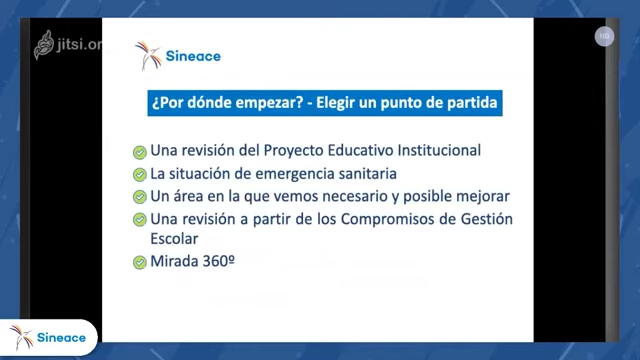 jitsi.or
HD
Sineace
¿Por dónde empezar? - Elegir un punto de partida
Una revisión del Proyecto Educativo Institucional
La situación de emergencia sanitaria
Un área en la que vemos necesario y posible mejorar
Una revisión a partir de los Compromisos de Gestión
Escolar
Mirada 360º
Sineace